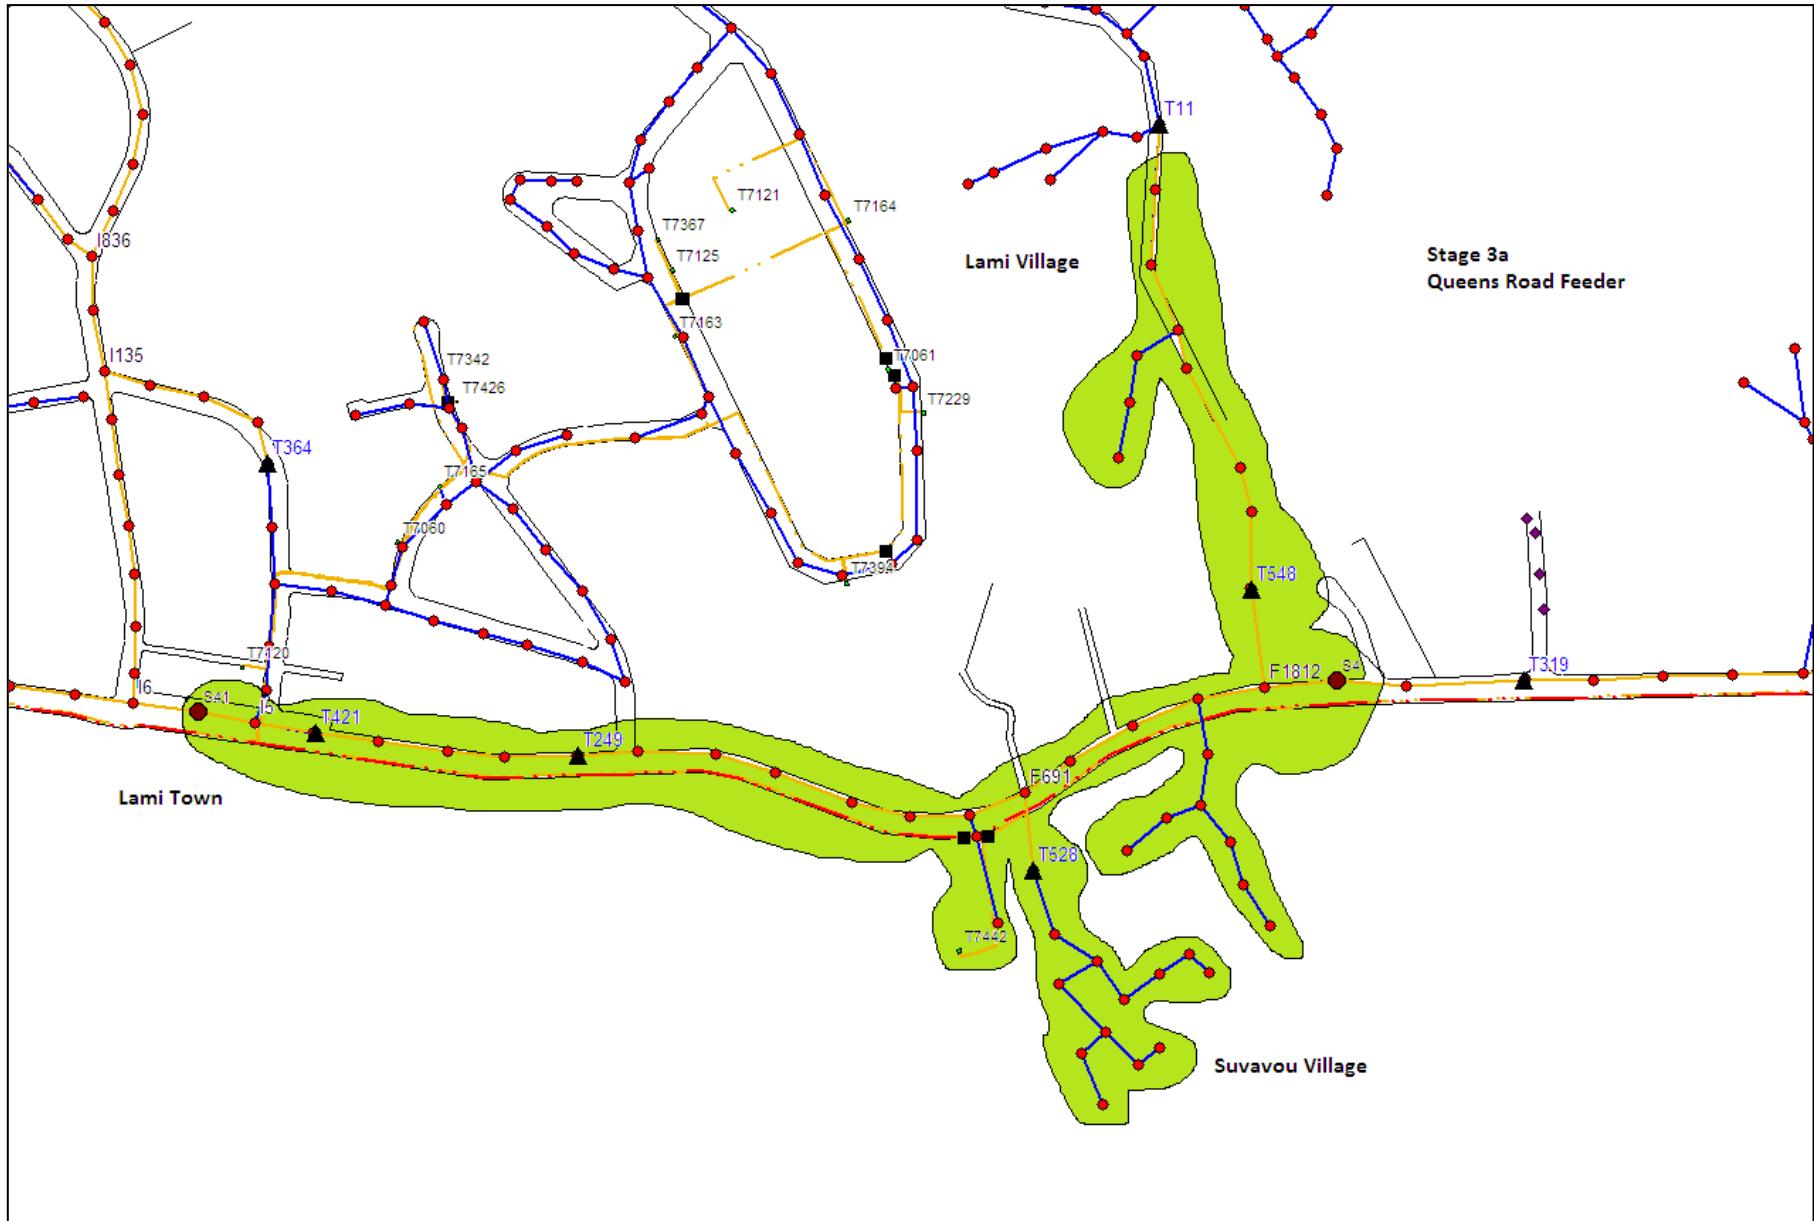 T11
T7121
T7164
T7367
I836
T7125
Lami Village
Stage 3a
Queens Road Feeder
T7163
I135
T7342
T7061
T7426
T7229
T364
T7165
T7060
T7394
T548
T7120
T319
F1812
S4
I6
S41
I5
T421
T249
F691
Lami Town
T528
T7442
Suvavou Village